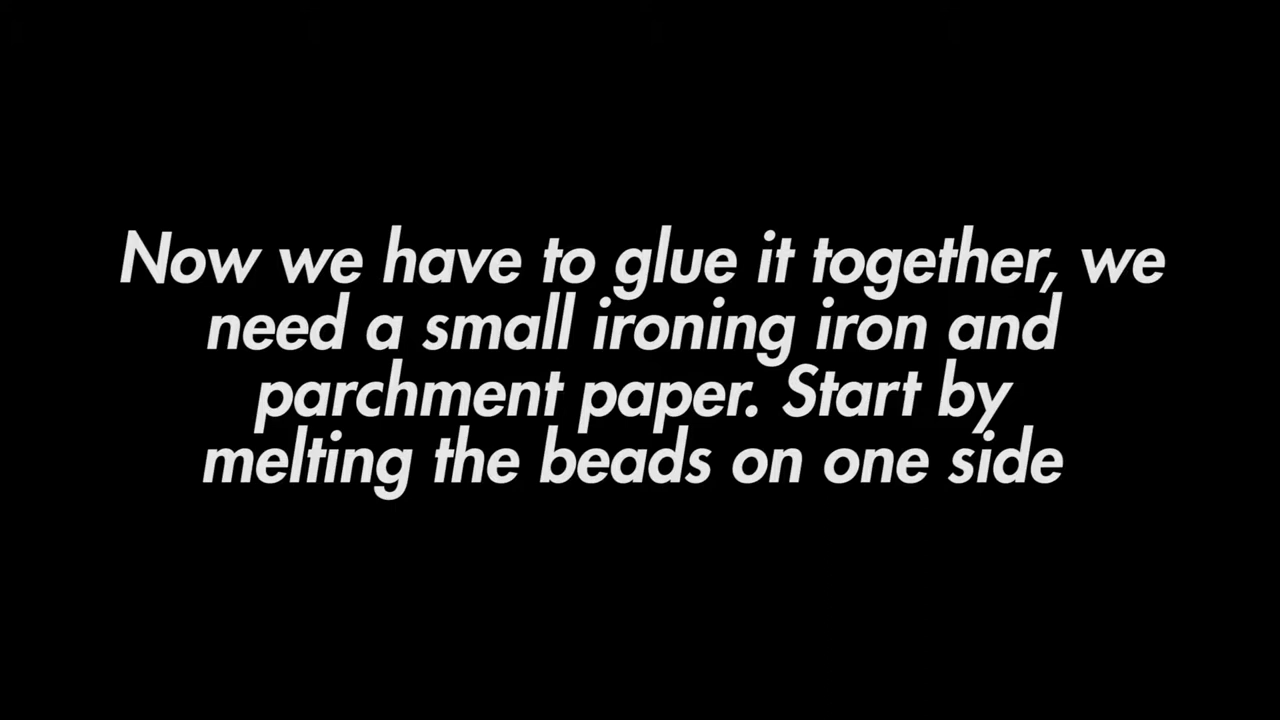 Now we have to glue it together, we
need a small ironing iron and
parchment paper. Start by
melting the beads on one side